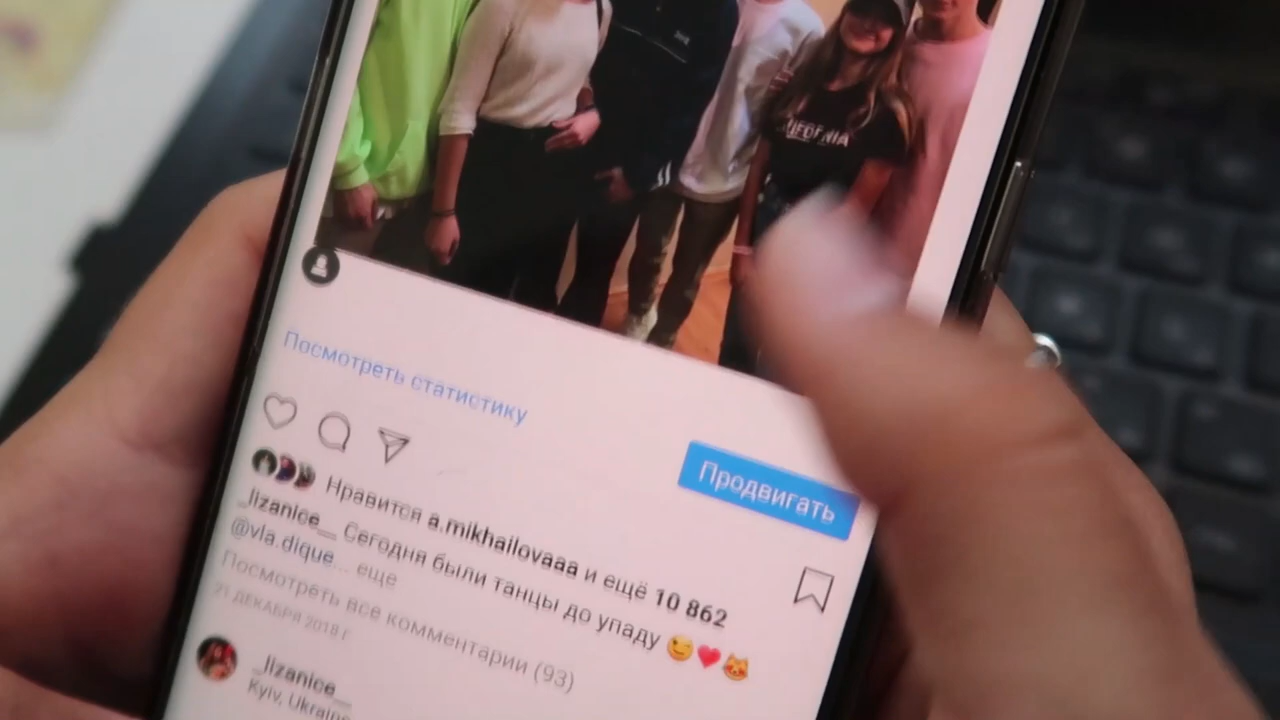 Посмотреть статистику
Продвигать
Нравится a.mikhailovaaa и ещё 10 862
_lizanice__ Сегодня были танцы до упаду 😉❤️😻
@vla.dique... еще
Посмотреть все комментарии (93)
21 ДЕКАБРЯ 2018 Г.
_lizanice__
Kyiv, Ukraine